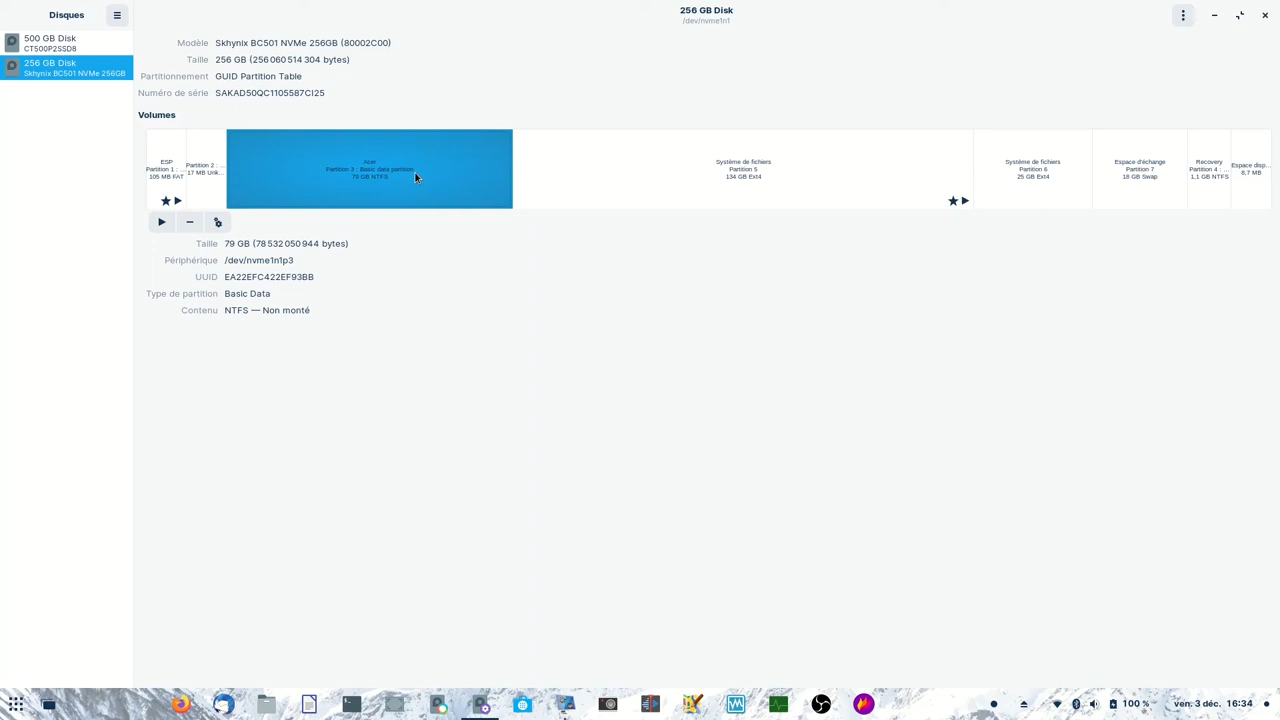 Disques
256 GB Disk
/dev/nvme1n1
500 GB Disk
CT500P2SSD8
256 GB Disk
Skhynix BC501 NVMe 256GB
Modèle Skhynix BC501 NVMe 256GB (80002C00)
Taille 256 GB (256 060 514 304 bytes)
Partitionnement GUID Partition Table
Numéro de série SAKAD50QC1105587CI25
Volumes
ESP
Partition 1 : ...
105 MB FAT
Partition 2 : ...
17 MB Unk...
Acer
Partition 3 : Basic data partition
79 GB NTFS
Système de fichiers
Partition 5
134 GB Ext4
Système de fichiers
Partition 6
25 GB Ext4
Espace d'échange
Partition 7
18 GB Swap
Recovery
Partition 4 : ...
1,1 GB NTFS
Espace disp...
8,7 MB
Taille 79 GB (78 532 050 944 bytes)
Périphérique /dev/nvme1n1p3
UUID EA22EFC422EF93BB
Type de partition Basic Data
Contenu NTFS — Non monté
100 %
ven. 3 déc. 16:34